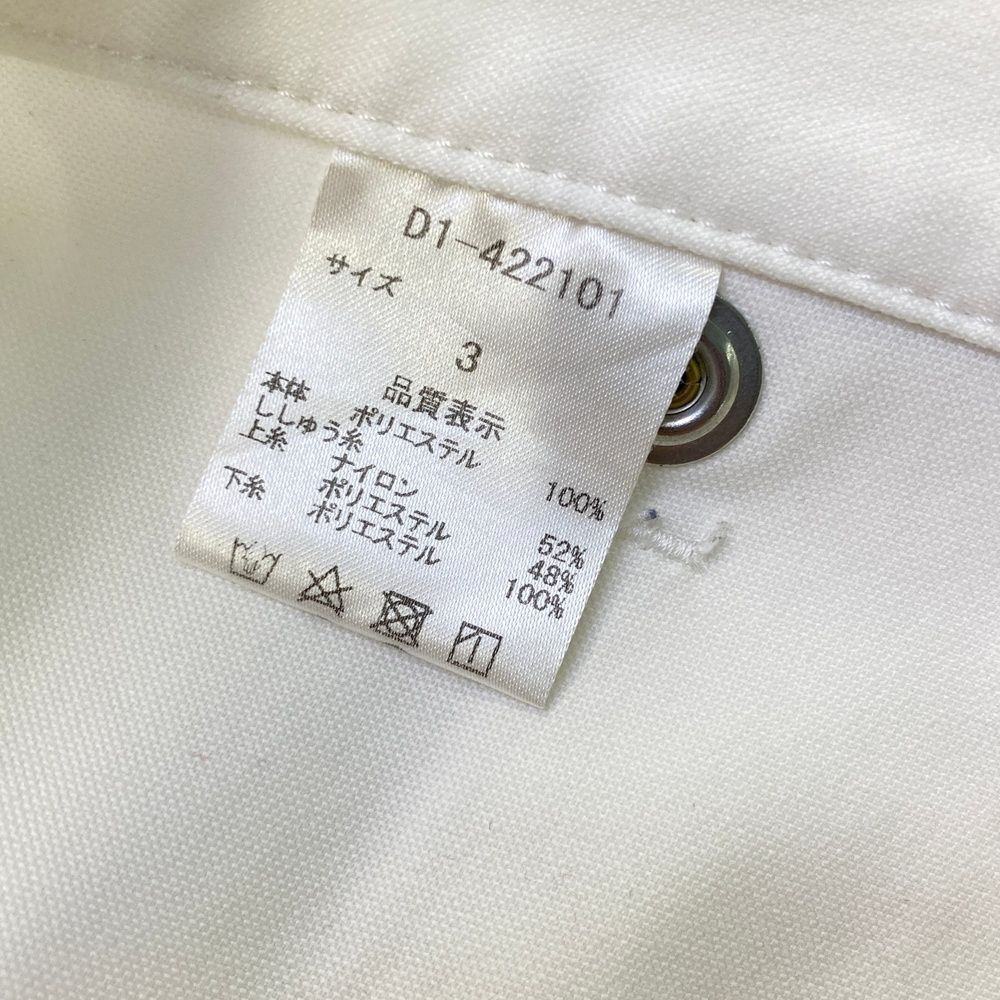 D1-422101
サイズ
3
品質表示
本体 ポリエステル 100%
ししゅう糸
上糸 ナイロン 52%
ポリエステル 48%
下糸 ポリエステル 100%